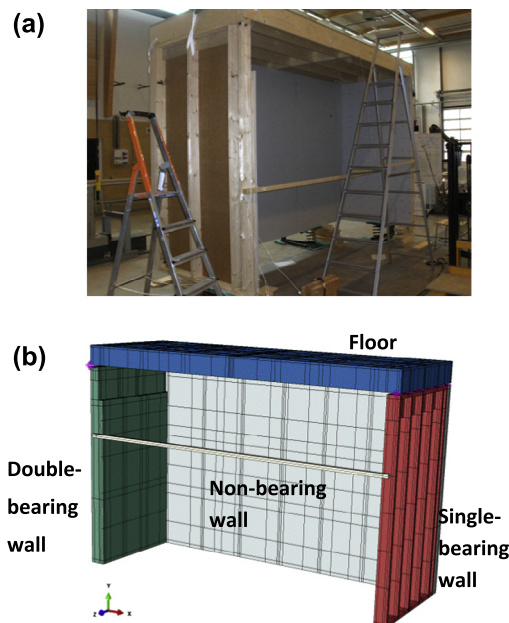 (a)
(b)
Floor
Double-
bearing
wall
Non-bearing
wall
Single-
bearing
wall
Y
Z
X